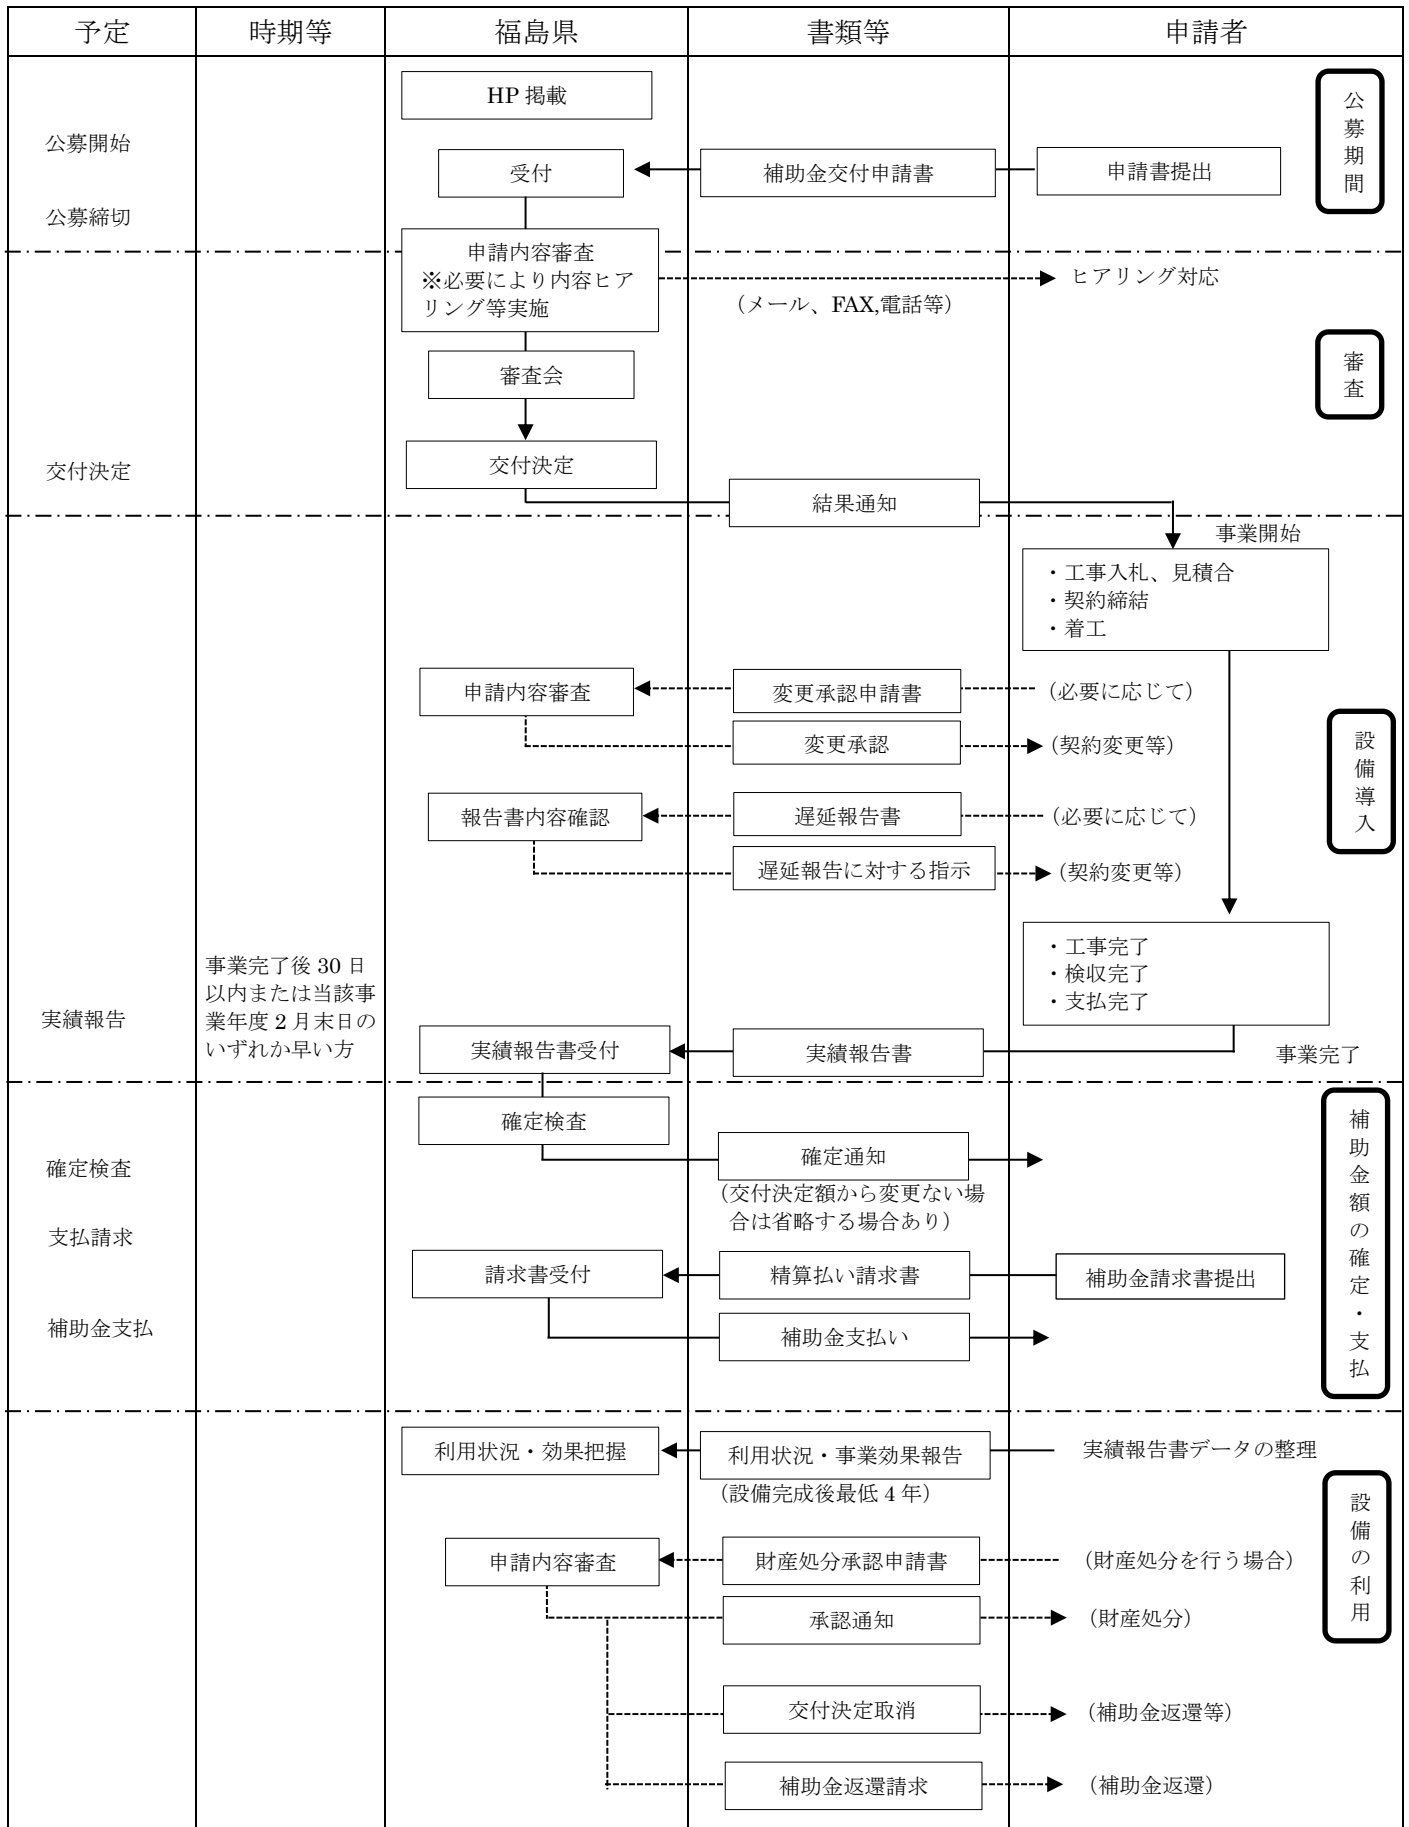 予定 時期等 福島県 書類等 申請者
HP 掲載
公募期間
公募開始
受付 補助金交付申請書 申請書提出
公募締切
申請内容審査
※必要により内容ヒア
リング等実施
ヒアリング対応
（メール、FAX,電話等）
審査
審査会
交付決定
交付決定
結果通知
事業開始
・工事入札、見積合
・契約締結
・着工
申請内容審査 変更承認申請書 （必要に応じて）
変更承認 （契約変更等）
設備導入
報告書内容確認 遅延報告書 （必要に応じて）
遅延報告に対する指示 （契約変更等）
・工事完了
・検収完了
・支払完了
実績報告
事業完了後 30 日
以内または当該事
業年度 2 月末日の
いずれか早い方
実績報告書受付 実績報告書 事業完了
補助金額の確定・支払
確定検査
確定検査
確定通知
（交付決定額から変更ない場
合は省略する場合あり）
支払請求
請求書受付 精算払い請求書 補助金請求書提出
補助金支払
補助金支払い
利用状況・効果把握 利用状況・事業効果報告 実績報告書データの整理
（設備完成後最低 4 年）
設備の利用
申請内容審査 財産処分承認申請書 （財産処分を行う場合）
承認通知 （財産処分）
交付決定取消 （補助金返還等）
補助金返還請求 （補助金返還）